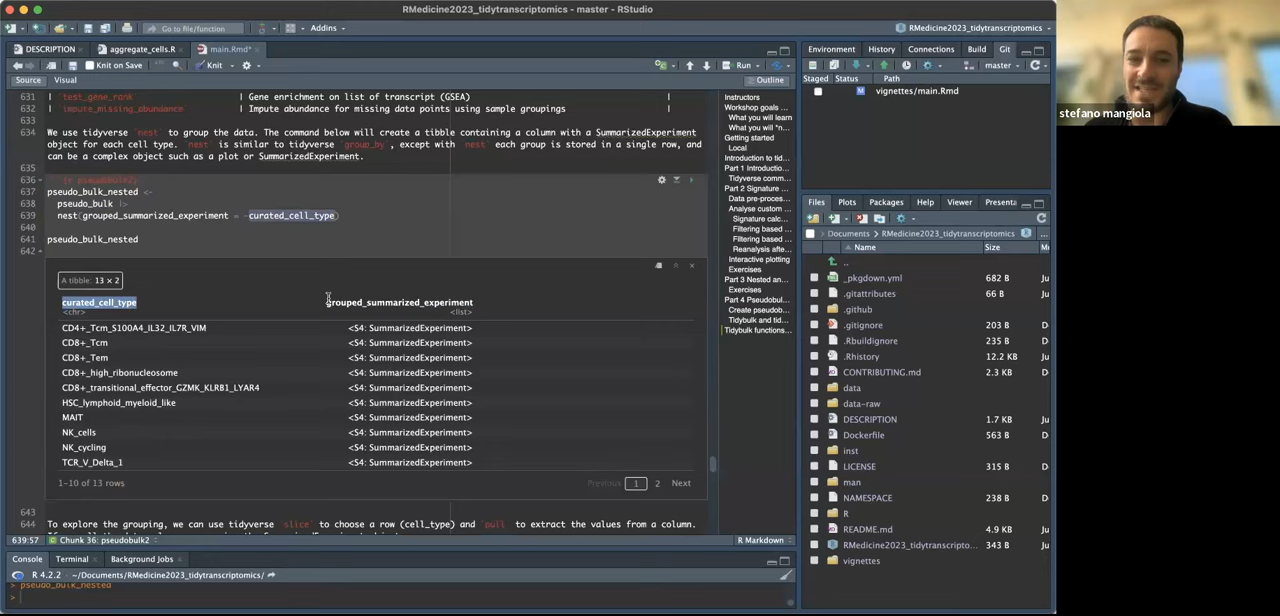 RMedicine2023_tidytranscriptomics - master - RStudio
Go to file/function
Addins
RMedicine2023_tidytranscriptomics
DESCRIPTION
aggregate_cells.R
main.Rmd*
Knit on Save
Knit
Run
Source
Visual
Outline
631 | `test_gene_rank` | Gene enrichment on list of transcript (GSEA) |
632 | `impute_missing_abundance` | Impute abundance for missing data points using sample groupings
633
634 We use tidyverse `nest` to group the data. The command below will create a tibble containing a column with a SummarizedExperiment
object for each cell type. `nest` is similar to tidyverse `group_by`, except with `nest` each group is stored in a single row, and
can be a complex object such as a plot or SummarizedExperiment.
635
636
637 pseudo_bulk_nested <-
638 pseudo_bulk |>
639 nest(grouped_summarized_experiment = -curated_cell_type)
640
641 pseudo_bulk_nested
642
A tibble: 13 × 2
curated_cell_type grouped_summarized_experiment
<chr> <list>
CD4+_Tcm_S100A4_IL32_IL7R_VIM <S4: SummarizedExperiment>
CD8+_Tcm <S4: SummarizedExperiment>
CD8+_Tem <S4: SummarizedExperiment>
CD8+_high_ribonucleosome <S4: SummarizedExperiment>
CD8+_transitional_effector_GZMK_KLRB1_LYAR4 <S4: SummarizedExperiment>
HSC_lymphoid_myeloid_like <S4: SummarizedExperiment>
MAIT <S4: SummarizedExperiment>
NK_cells <S4: SummarizedExperiment>
NK_cycling <S4: SummarizedExperiment>
TCR_V_Delta_1 <S4: SummarizedExperiment>
1-10 of 13 rows
Previous 1 2 Next
643
644 To explore the grouping, we can use tidyverse `slice` to choose a row (cell_type) and `pull` to extract the values from a column.
639:57
Chunk 36: pseudobulk2
R Markdown
Instructors
Workshop goals ...
What you will learn
What you will "n...
Getting started
Local
Introduction to tid...
Part 1 Introductio...
Tidyverse comm...
Part 2 Signature ...
Data pre-proces...
Analyse custom ...
Signature calc...
Filtering based ...
Filtering based ...
Reanalysis afte...
Interactive plotting
Exercises
Part 3 Nested an...
Exercises
Part 4 Pseudobul...
Create pseudob...
Tidybulk and tid...
Tidybulk functions...
Console
Terminal
Background Jobs
R 4.2.2 · ~/Documents/RMedicine2023_tidytranscriptomics/
> pseudo_bulk_nested
>
Environment
History
Connections
Build
Git
master
Staged Status Path
M vignettes/main.Rmd
Files
Plots
Packages
Help
Viewer
Presenta
Documents > RMedicine2023_tidytranscriptomics
Name Size
..
_pkgdown.yml 682 B
.gitattributes 66 B
.github
.gitignore 203 B
.Rbuildignore 235 B
.Rhistory 12.2 KB
CONTRIBUTING.md 2.3 KB
data
data-raw
DESCRIPTION 1.7 KB
Dockerfile 563 B
inst
LICENSE 315 B
man
NAMESPACE 238 B
R
README.md 4.9 KB
RMedicine2023_tidytranscripto... 343 B
vignettes
stefano mangiola